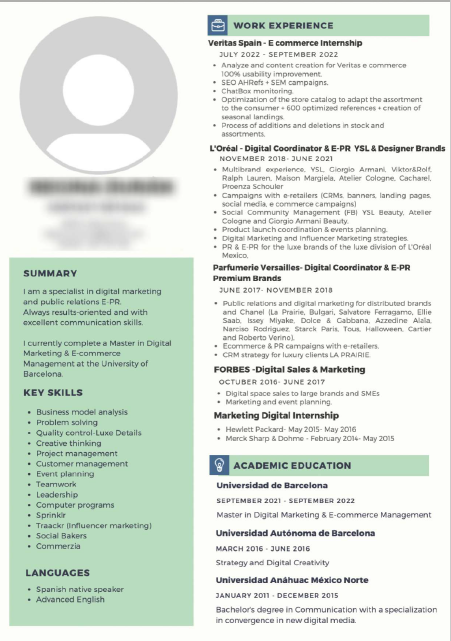 SUMMARY
I am a specialist in digital marketing
and public relations E-PR.
Always results-oriented and with
excellent communication skills.
I currently complete a Master in Digital
Marketing & E-commerce
Management at the University of
Barcelona.
KEY SKILLS
• Business model analysis
• Problem solving
• Quality control-Luxe Details
• Creative thinking
• Project management
• Customer management
• Event planning
• Teamwork
• Leadership
• Computer programs
• Sprinklr
• Traackr (Influencer marketing)
• Social Bakers
• Commerzia
LANGUAGES
• Spanish native speaker
• Advanced English
WORK EXPERIENCE
Veritas Spain - E commerce Internship
JULY 2022 - SEPTEMBER 2022
• Analyze and content creation for Veritas e commerce
100% usability improvement.
• SEO AHRefs + SEM campaigns.
• ChatBox monitoring.
• Optimization of the store catalog to adapt the assortment
to the consumer + 600 optimized references + creation of
seasonal landings.
• Process of additions and deletions in stock and
assortments.
L'Oréal - Digital Coordinator & E-PR YSL & Designer Brands
NOVEMBER 2018- JUNE 2021
• Multibrand experience, YSL, Giorgio Armani, Viktor&Rolf,
Ralph Lauren, Maison Margiela, Atelier Cologne, Cacharel,
Proenza Schouler
• Campaigns with e-retailers (CRMs, banners, landing pages,
social media, e commerce campaigns)
• Social Community Management (FB) YSL Beauty, Atelier
Cologne and Giorgio Armani Beauty.
• Product launch coordination & events planning.
• Digital Marketing and Influencer Marketing strategies.
• PR & E-PR for the luxe brands of the luxe division of L'Oréal
Mexico.
Parfumerie Versailles- Digital Coordinator & E-PR
Premium Brands
JUNE 2017- NOVEMBER 2018
• Public relations and digital marketing for distributed brands
and Chanel (La Prairie, Bulgari, Salvatore Ferragamo, Ellie
Saab, Issey Miyake, Dolce & Gabbana, Azzedine Alaïa,
Narciso Rodriguez, Starck Paris, Tous, Halloween, Cartier
and Roberto Verino),
• Ecommerce & PR campaigns with e-retailers.
• CRM strategy for luxury clients LA PRAIRIE.
FORBES -Digital Sales & Marketing
OCTOBER 2016- JUNE 2017
• Digital space sales to large brands and SMEs
• Marketing and event planning.
Marketing Digital Internship
• Hewlett Packard- May 2015- May 2016
• Merck Sharp & Dohme - February 2014- May 2015
ACADEMIC EDUCATION
Universidad de Barcelona
SEPTEMBER 2021 - SEPTEMBER 2022
Master in Digital Marketing & E-commerce Management
Universidad Autónoma de Barcelona
MARCH 2016 - JUNE 2016
Strategy and Digital Creativity
Universidad Anáhuac México Norte
JANUARY 2011 - DECEMBER 2015
Bachelor's degree in Communication with a specialization
in convergence in new digital media.